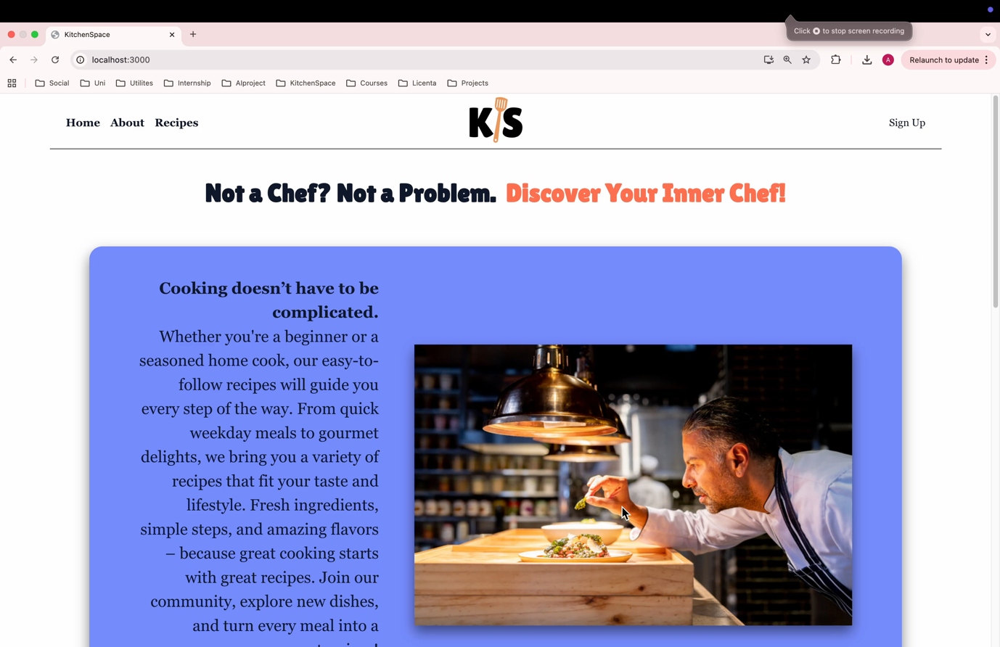 Click to stop screen recording
KitchenSpace
localhost:3000
A
Relaunch to update
Social Uni Utilites Internship AIproject KitchenSpace Courses Licenta Projects
Home About Recipes
KS
Sign Up
Not a Chef? Not a Problem. Discover Your Inner Chef!
Cooking doesn’t have to be
complicated.
Whether you're a beginner or a
seasoned home cook, our easy-to-
follow recipes will guide you
every step of the way. From quick
weekday meals to gourmet
delights, we bring you a variety of
recipes that fit your taste and
lifestyle. Fresh ingredients,
simple steps, and amazing flavors
– because great cooking starts
with great recipes. Join our
community, explore new dishes,
and turn every meal into a